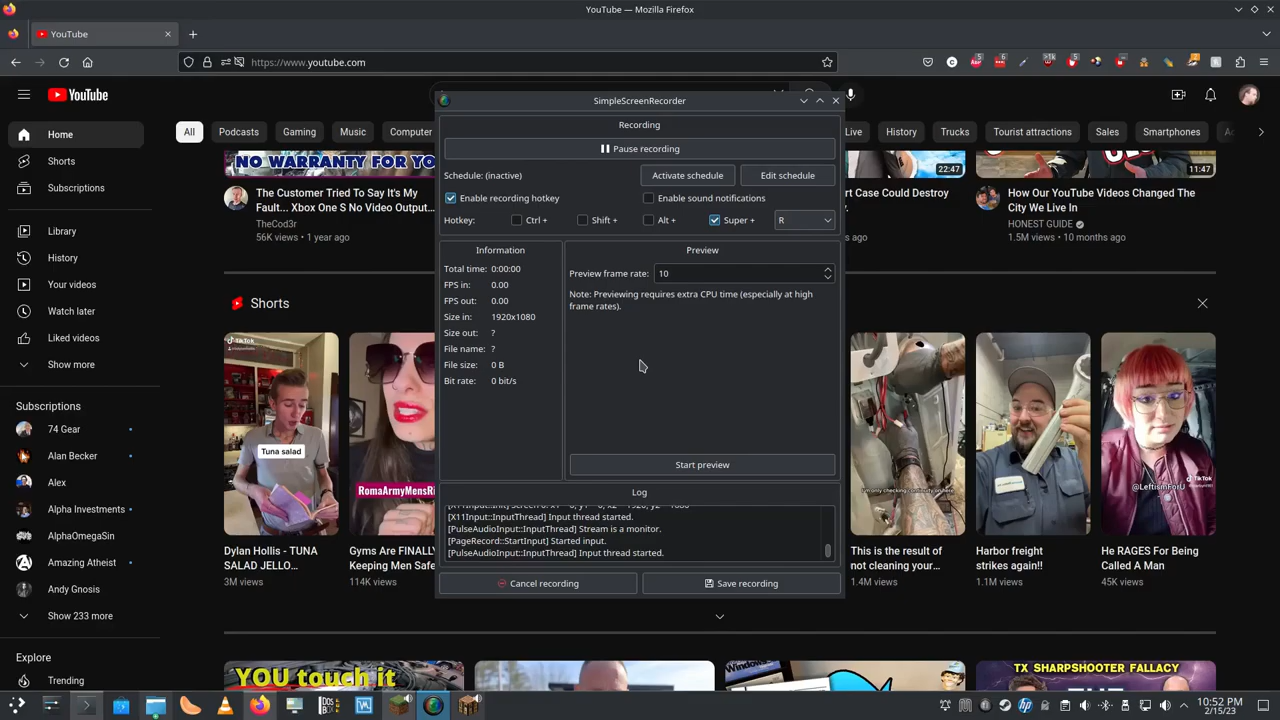 YouTube — Mozilla Firefox
YouTube
https://www.youtube.com
YouTube
All
Podcasts
Gaming
Music
Computer
Live
History
Trucks
Tourist attractions
Sales
Smartphones
Home
Shorts
Subscriptions
Library
History
Your videos
Watch later
Liked videos
Show more
Subscriptions
74 Gear
Alan Becker
Alex
Alpha Investments
AlphaOmegaSin
Amazing Atheist
Andy Gnosis
Show 233 more
Explore
Trending
NO WARRANTY FOR YOU
The Customer Tried To Say It's My
Fault... Xbox One S No Video Output...
TheCod3r
56K views • 1 year ago
11:47
11:47
rt Case Could Destroy
How Our YouTube Videos Changed The
City We Live In
HONEST GUIDE
1.5M views • 10 months ago
SimpleScreenRecorder
Recording
Pause recording
Schedule: (inactive)
Activate schedule
Edit schedule
Enable recording hotkey
Enable sound notifications
Hotkey:
Ctrl +
Shift +
Alt +
Super +
R
Information
Total time: 0:00:00
FPS in: 0.00
FPS out: 0.00
Size in: 1920x1080
Size out: ?
File name: ?
File size: 0 B
Bit rate: 0 bit/s
Preview
Preview frame rate: 10
Note: Previewing requires extra CPU time (especially at high
frame rates).
Start preview
Log
[X11Input::InputThread] Input thread started.
[PulseAudioInput::InputThread] Stream is a monitor.
[PageRecord::StartInput] Started input.
[PulseAudioInput::InputThread] Input thread started.
Cancel recording
Save recording
Shorts
TikTok
Tuna salad
RomaArmyMensRi
I'm only checking continuity on here
@LeftismForU
TikTok
Dylan Hollis - TUNA
SALAD JELLO...
3M views
Gyms Are FINALLY
Keeping Men Safe
114K views
This is the result of
not cleaning your...
1.4M views
Harbor freight
strikes again!!
1.1M views
He RAGES For Being
Called A Man
45K views
YOU touch it
Windows
TX SHARPSHOOTER FALLACY
DOS
BOX
10:52 PM
2/15/23